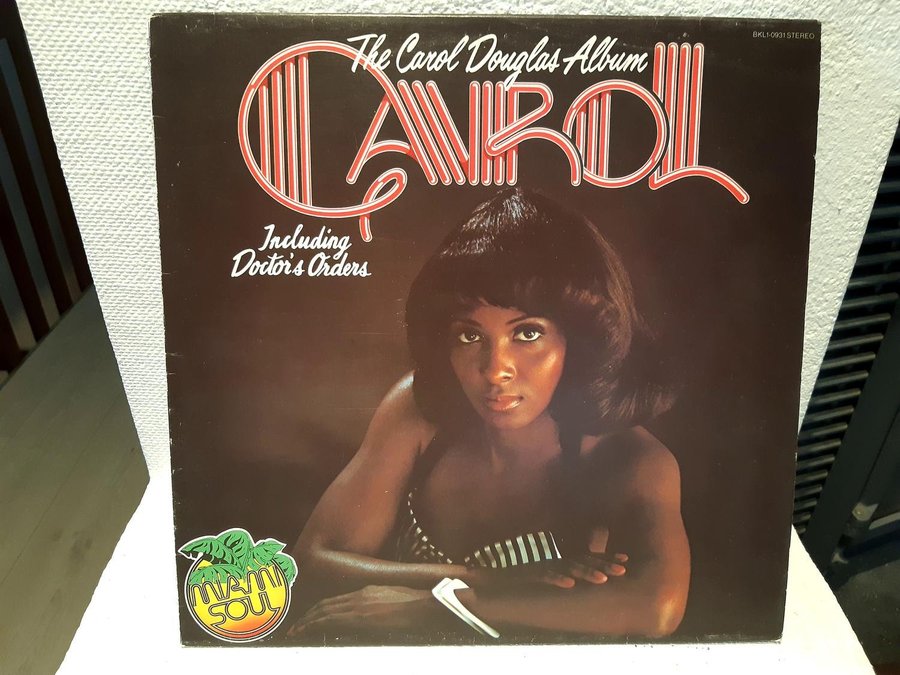 BKL1-0931 STEREO
The Carol Douglas Album
CAROL
Including
Doctor's Orders
MIAMI
SOUL